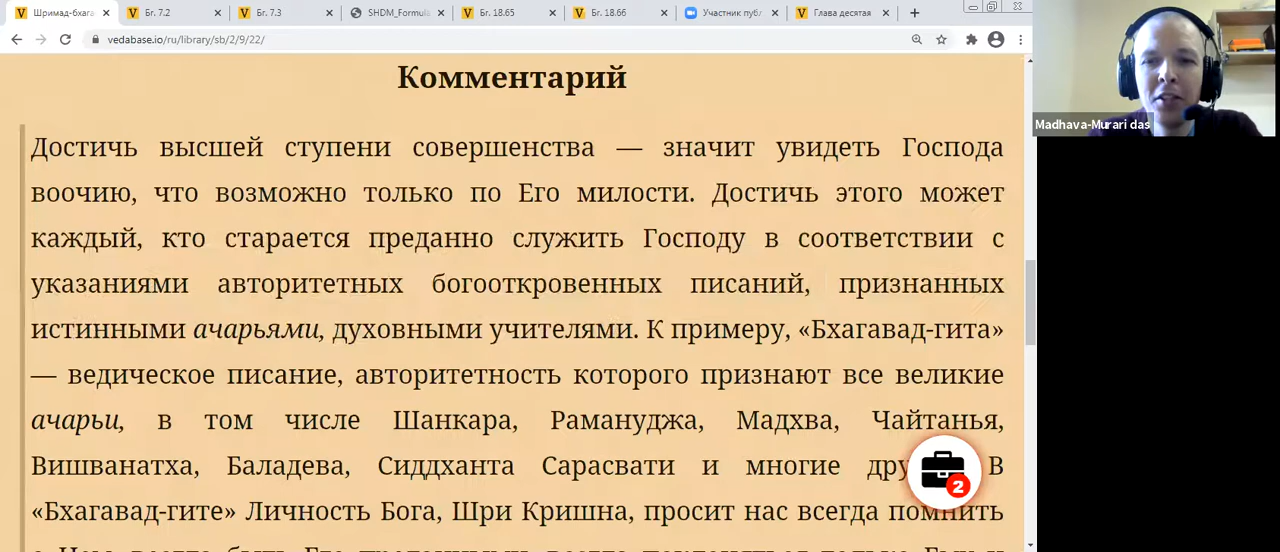 Шримад-бхага
Бг. 7.2
Бг. 7.3
SHDM_Formula
Бг. 18.65
Бг. 18.66
Участник публ
Глава десятая
vedabase.io/ru/library/sb/2/9/22/
Madhava-Murari das
Комментарий
Достичь высшей ступени совершенства — значит увидеть Господа
воочию, что возможно только по Его милости. Достичь этого может
каждый, кто старается преданно служить Господу в соответствии с
указаниями авторитетных богооткровенных писаний, признанных
истинными ачарьями, духовными учителями. К примеру, «Бхагавад-гита»
— ведическое писание, авторитетность которого признают все великие
ачарьи, в том числе Шанкара, Рамануджа, Мадхва, Чайтанья,
Вишванатха, Баладева, Сиддханта Сарасвати и многие дру В
2
«Бхагавад-гите» Личность Бога, Шри Кришна, просит нас всегда помнить